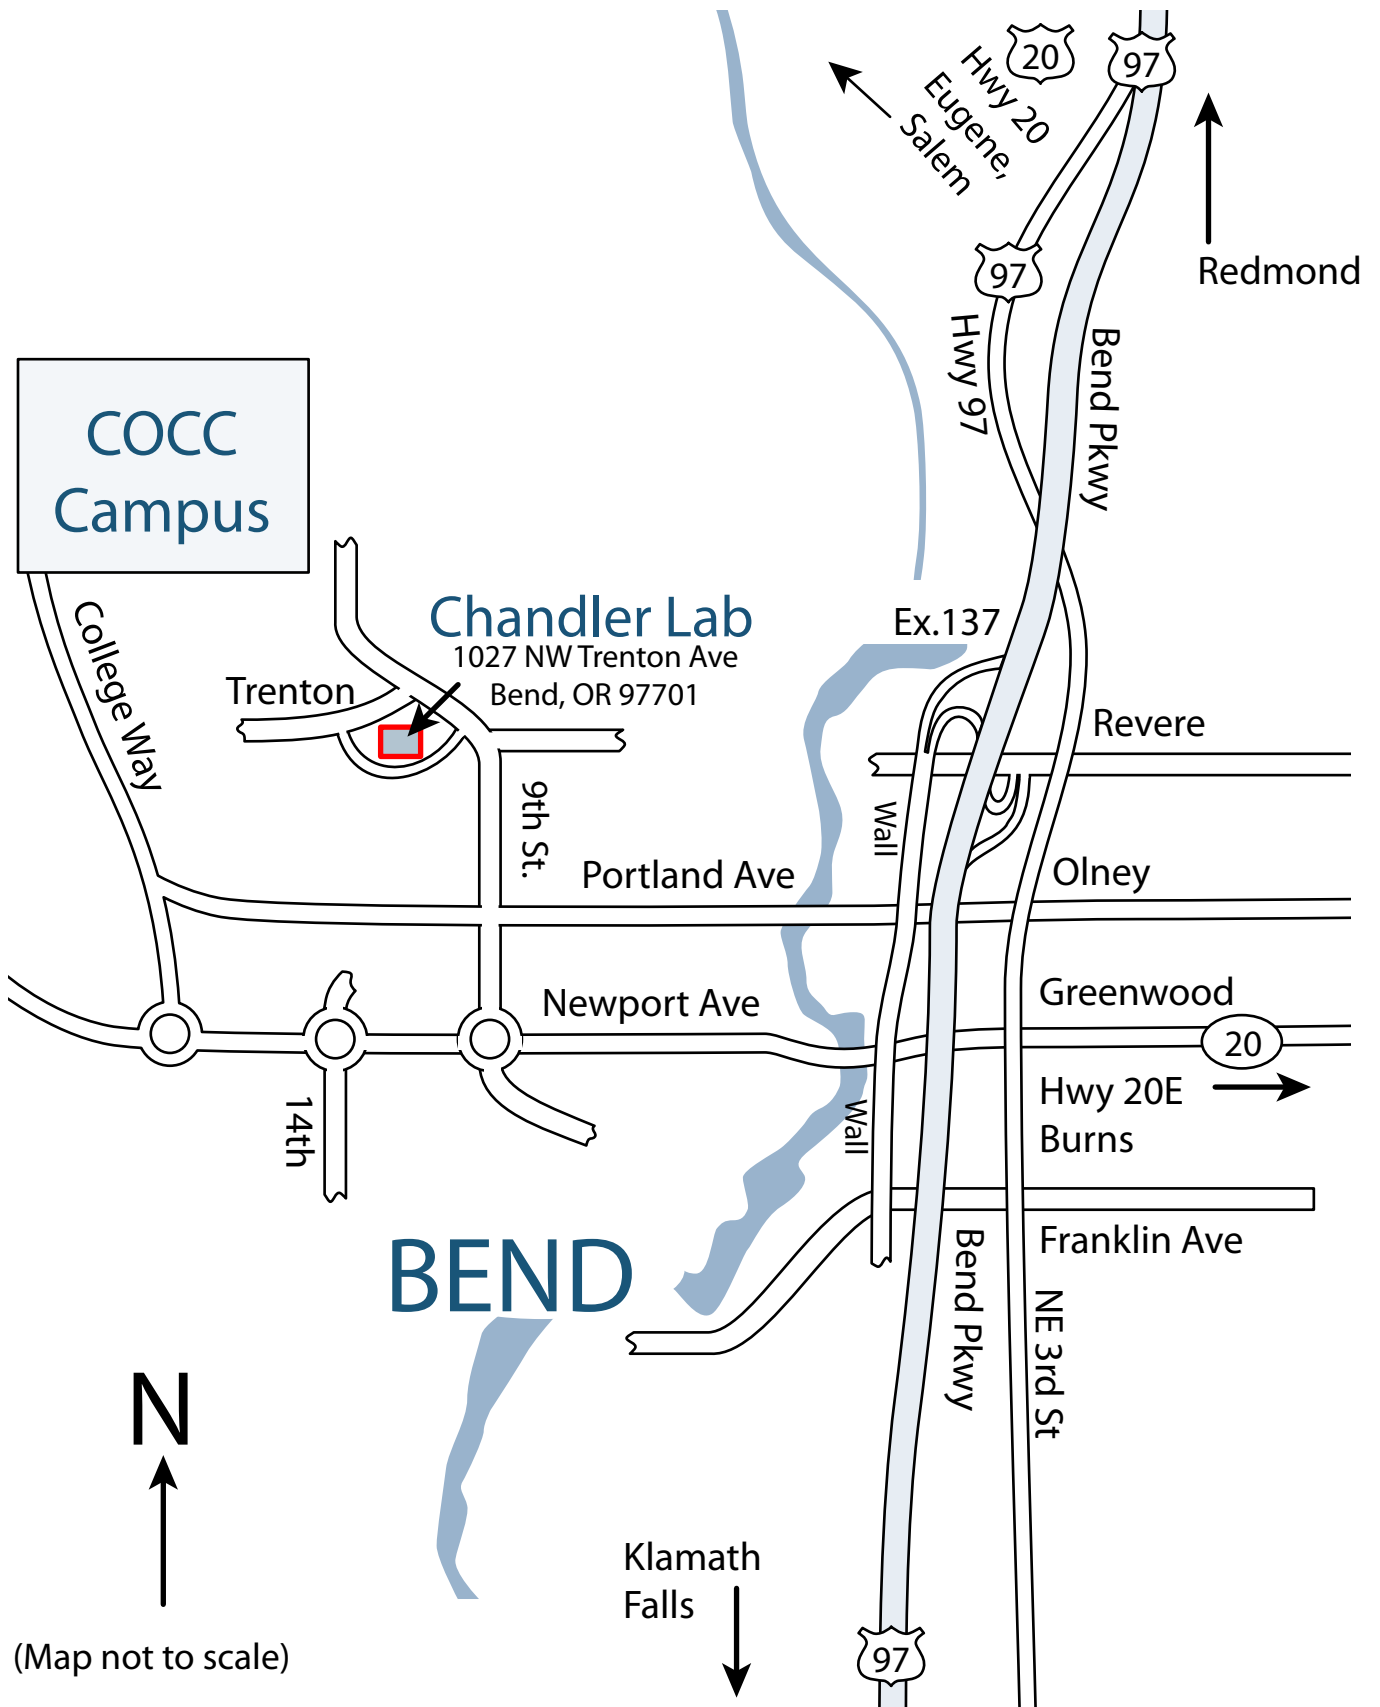 20
97
Hwy 20
Eugene,
Salem
97
Redmond
Hwy 97
Bend Pkwy
COCC
Campus
College Way
Chandler Lab
1027 NW Trenton Ave
Bend, OR 97701
Trenton
Ex.137
Revere
9th St.
Wall
Portland Ave
Olney
Newport Ave
Greenwood
20
Hwy 20E
Burns
14th
Wall
Franklin Ave
BEND
Bend Pkwy
NE 3rd St
N
Klamath
Falls
(Map not to scale)
97